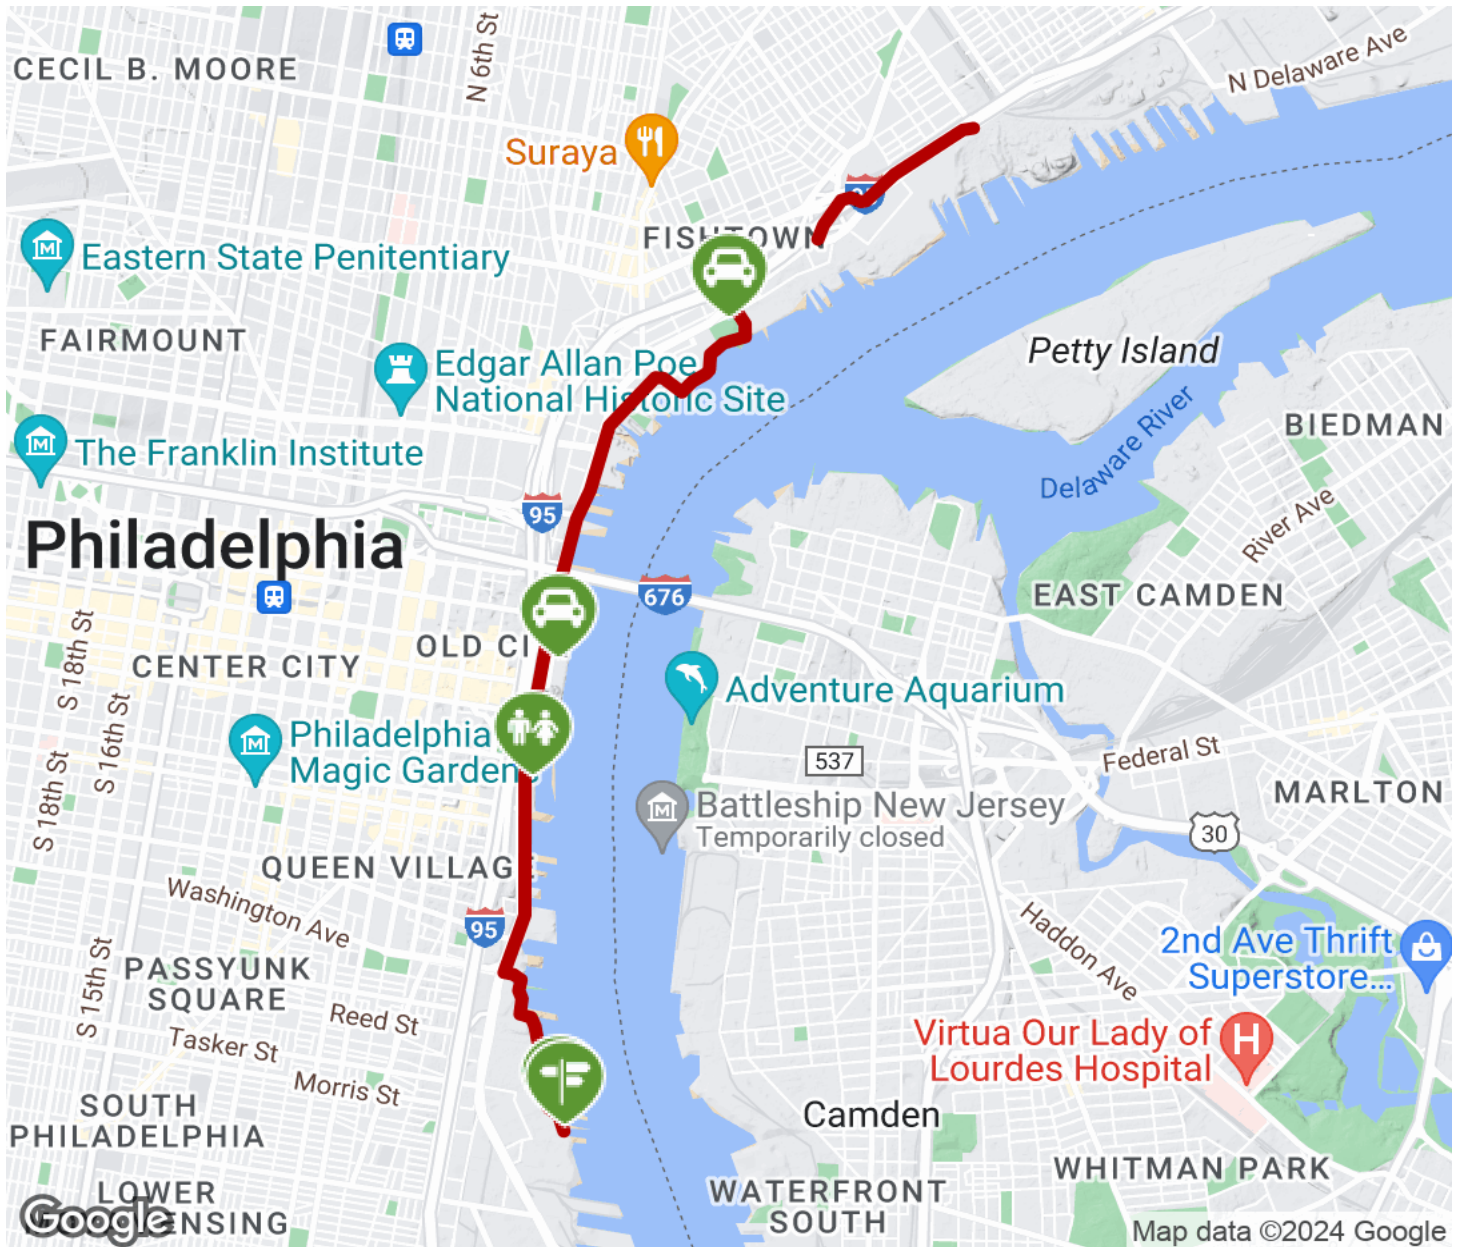 CECIL B. MOORE
N 6th St
N Delaware Ave
Suraya
95
FISHTOWN
Eastern State Penitentiary
FAIRMOUNT
Petty Island
Edgar Allan Poe
National Historic Site
Delaware River
BIEDMAN
The Franklin Institute
River Ave
95
Philadelphia
676
EAST CAMDEN
S 18th St
OLD CI
CENTER CITY
S 16th St
Adventure Aquarium
Philadelphia
Magic Gardens
537
Federal St
S 18th St
MARLTON
Battleship New Jersey
Temporarily closed
30
QUEEN VILLAGE
Washington Ave
95
Haddon Ave
2nd Ave Thrift
Superstore...
PASSYUNK
SQUARE
S 15th St
Reed St
Tasker St
Virtua Our Lady of
Lourdes Hospital
H
Morris St
SOUTH
PHILADELPHIA
Camden
WHITMAN PARK
LOWER
ENSING
WATERFRONT
SOUTH
Google
Map data ©2024 Google